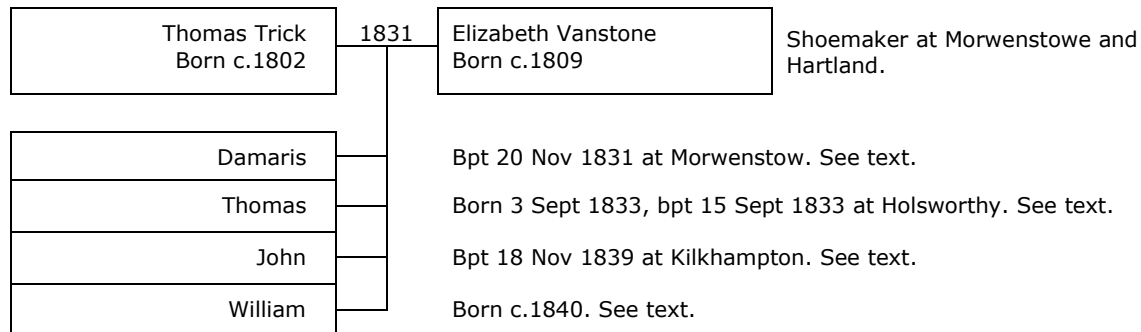 Thomas Trick
Born c.1802
1831
Elizabeth Vanstone
Born c.1809
Shoemaker at Morwenstowe and
Hartland.
Damaris
Bpt 20 Nov 1831 at Morwenstow. See text.
Thomas
Born 3 Sept 1833, bpt 15 Sept 1833 at Holsworthy. See text.
John
Bpt 18 Nov 1839 at Kilkhampton. See text.
William
Born c.1840. See text.